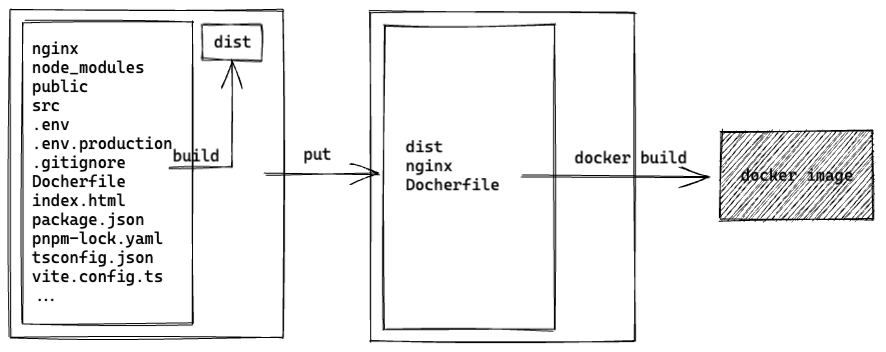 nginx
node_modules
public
src
.env
.env.production
.gitignore
Docherfile
index.html
package.json
pnpm-lock.yaml
tsconfig.json
vite.config.ts
...
dist
build
put
dist
nginx
Docherfile
docker build
docker image